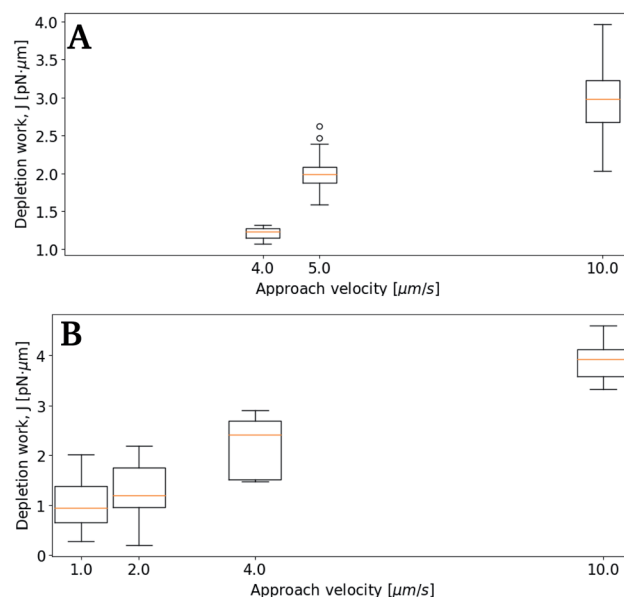 A
4.0
3.5
3.0
2.5
2.0
1.5
1.0
Depletion work, J [pN·μm]
4.0 5.0 10.0
Approach velocity [μm/s]
B
4
3
2
1
0
Depletion work, J [pN·μm]
1.0 2.0 4.0 10.0
Approach velocity [μm/s]